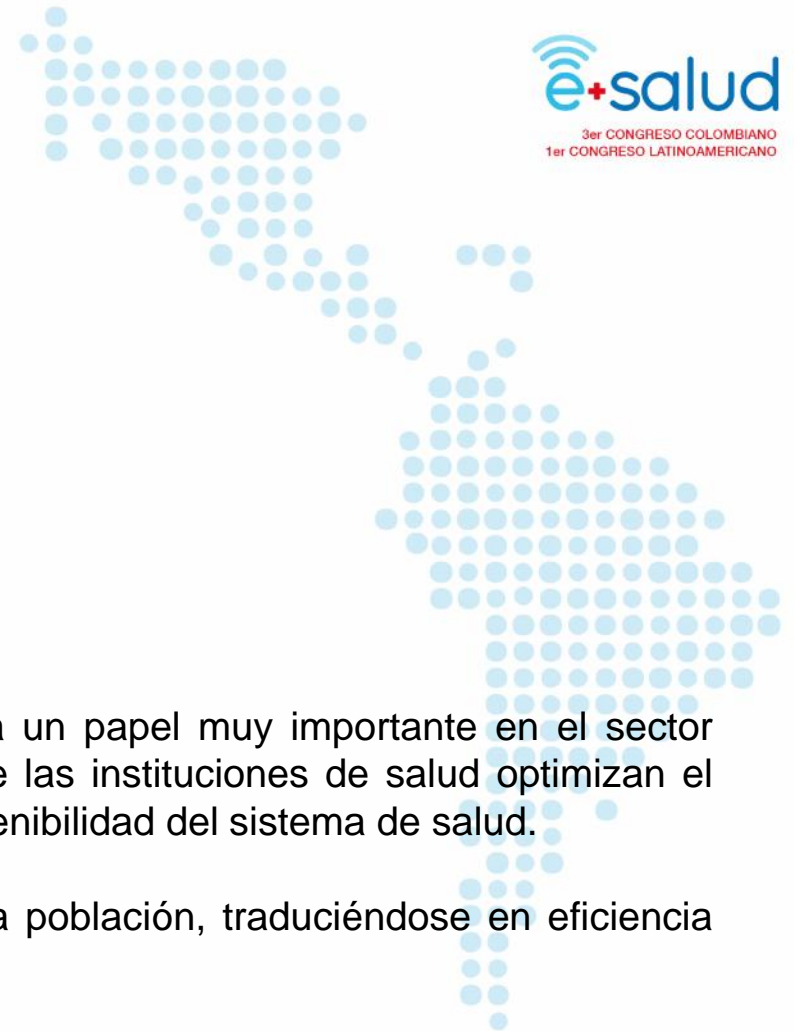 e+salud
3er CONGRESO COLOMBIANO
1er CONGRESO LATINOAMERICANO
un papel muy importante en el sector
las instituciones de salud optimizan el
del sistema de salud.
población, traduciéndose en eficiencia